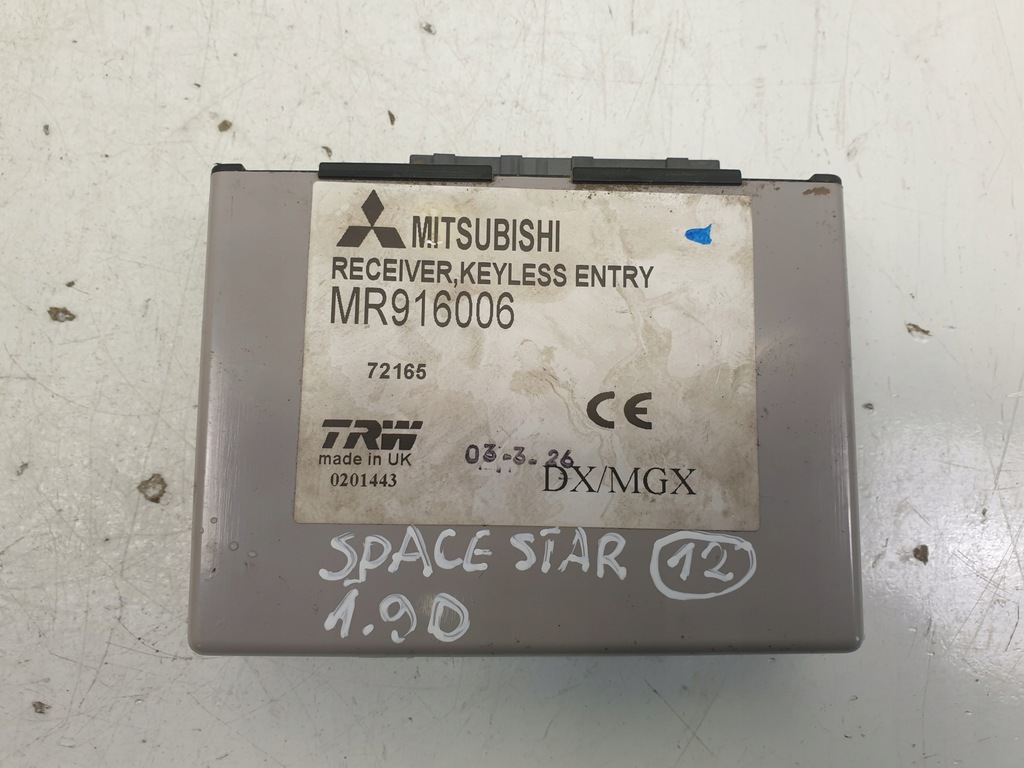 MITSUBISHI
RECEIVER,KEYLESS ENTRY
MR916006
72165
CE
TRW
made in UK
03-3-26
0201443
DX/MGX
SPACE STAR 12
1.9D